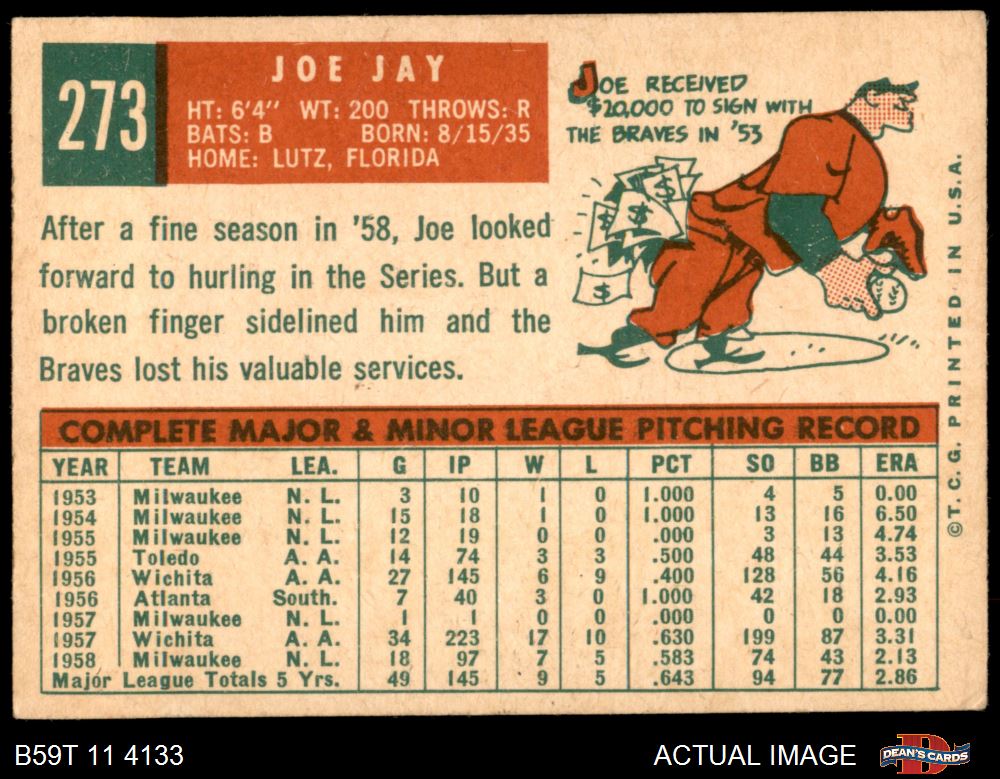 273
JOE JAY
HT: 6'4" WT: 200 THROWS: R
BATS: B BORN: 8/15/35
HOME: LUTZ, FLORIDA
JOE RECEIVED
$20,000 TO SIGN WITH
THE BRAVES IN '53
$
$
$
$
After a fine season in '58, Joe looked
forward to hurling in the Series. But a
broken finger sidelined him and the
Braves lost his valuable services.
COMPLETE MAJOR & MINOR LEAGUE PITCHING RECORD
YEAR TEAM LEA. G IP W L PCT SO BB ERA
1953 Milwaukee N. L. 3 10 1 0 1.000 4 5 0.00
1954 Milwaukee N. L. 15 18 1 0 1.000 13 16 6.50
1955 Milwaukee N. L. 12 19 0 0 .000 3 13 4.74
1955 Toledo A. A. 14 74 3 3 .500 48 44 3.53
1956 Wichita A. A. 27 145 6 9 .400 128 56 4.16
1956 Atlanta South. 7 40 3 0 1.000 42 18 2.93
1957 Milwaukee N. L. 1 1 0 0 .000 0 0 0.00
1957 Wichita A. A. 34 223 17 10 .630 199 87 3.31
1958 Milwaukee N. L. 18 97 7 5 .583 74 43 2.13
Major League Totals 5 Yrs. 49 145 9 5 .643 94 77 2.86
©T.C.G. PRINTED IN U.S.A.
B59T 11 4133
ACTUAL IMAGE
DEAN'S CARDS